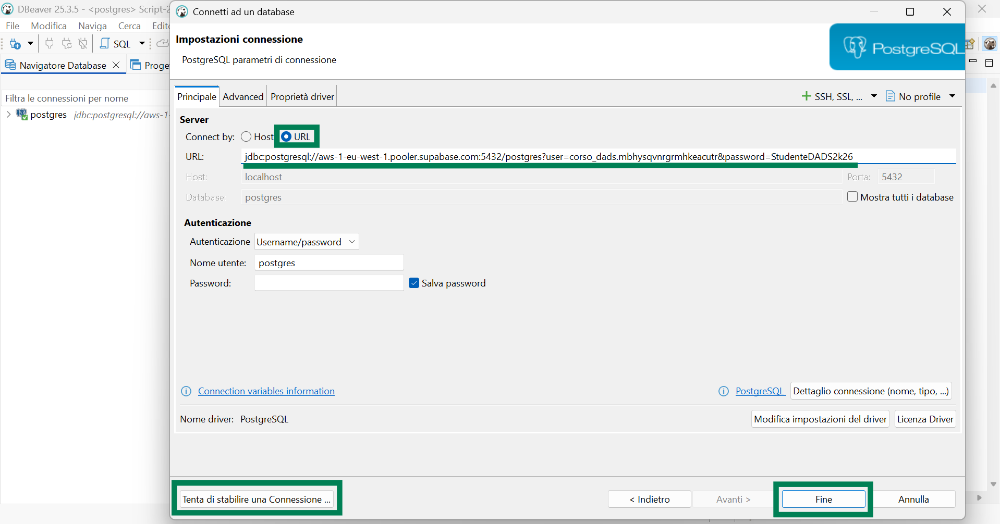 DBeaver 25.3.5 - <postgres> Script-2
File Modifica Naviga Cerca Edito
SQL
Navigatore Database
Proge
Filtra le connessioni per nome
postgres jdbc:postgresql://aws-1-
Connetti ad un database
Impostazioni connessione
PostgreSQL parametri di connessione
PostgreSQL
Principale Advanced Proprietà driver
SSH, SSL, ... No profile
Server
Connect by: Host URL
URL: jdbc:postgresql://aws-1-eu-west-1.pooler.supabase.com:5432/postgres?user=corso_dads.mbhysqvnrgrmhkeacutr&password=StudenteDADS2k26
Host: localhost Porta: 5432
Database: postgres Mostra tutti i database
Autenticazione
Autenticazione Username/password
Nome utente: postgres
Password: Salva password
Connection variables information
PostgreSQL Dettaglio connessione (nome, tipo, ...)
Nome driver: PostgreSQL
Modifica impostazioni del driver Licenza Driver
Tenta di stabilire una Connessione ...
< Indietro Avanti > Fine Annulla